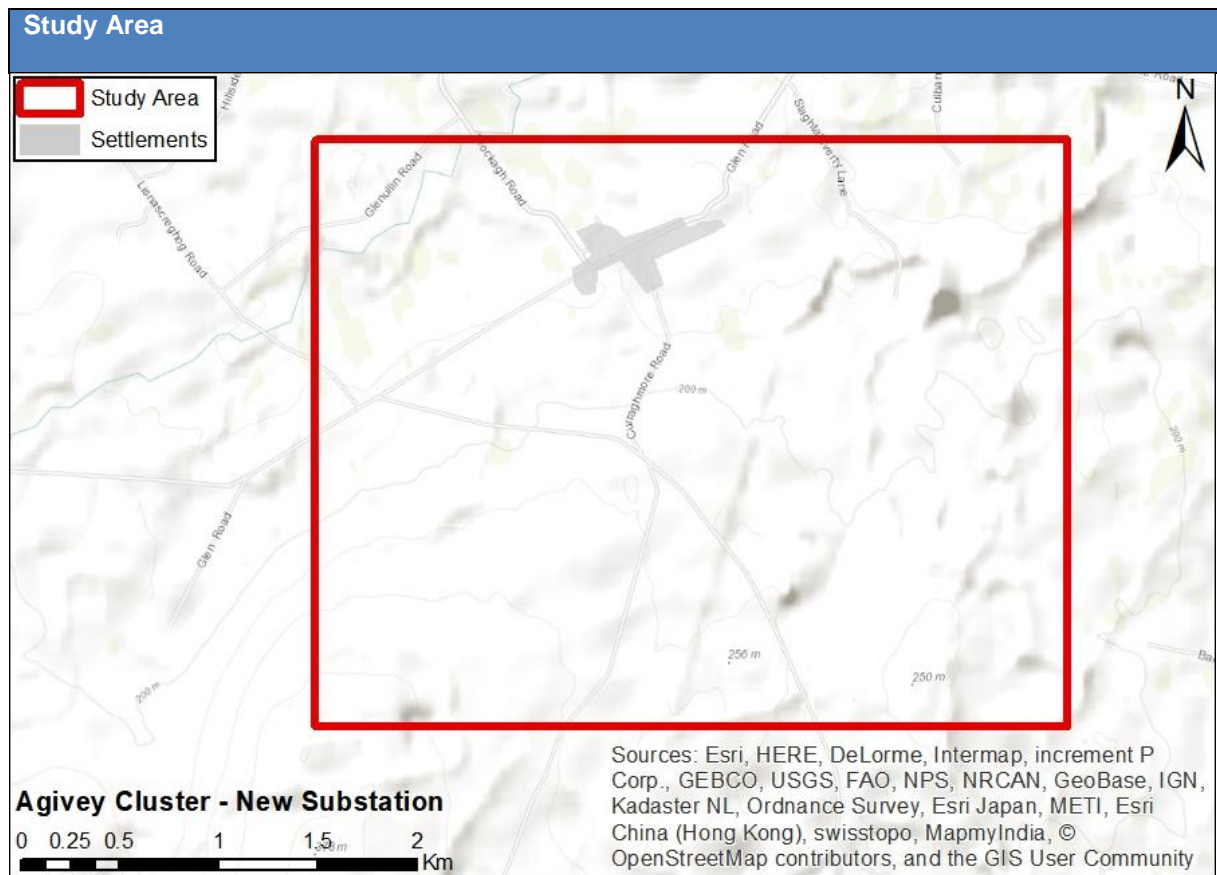 Study Area
Study Area
Settlements
N
Hillside
Glenullin Road
Glen Road
Slaghtaverty Lane
Lisnascreghog Road
Curraghmore Road
200 m
200 m
Glen Road
256 m
250 m
200 m
Agivey Cluster - New Substation
0 0.25 0.5 1 1.5 2
Km
Sources: Esri, HERE, DeLorme, Intermap, increment P
Corp., GEBCO, USGS, FAO, NPS, NRCAN, GeoBase, IGN,
Kadaster NL, Ordnance Survey, Esri Japan, METI, Esri
China (Hong Kong), swisstopo, MapmyIndia, ©
OpenStreetMap contributors, and the GIS User Community